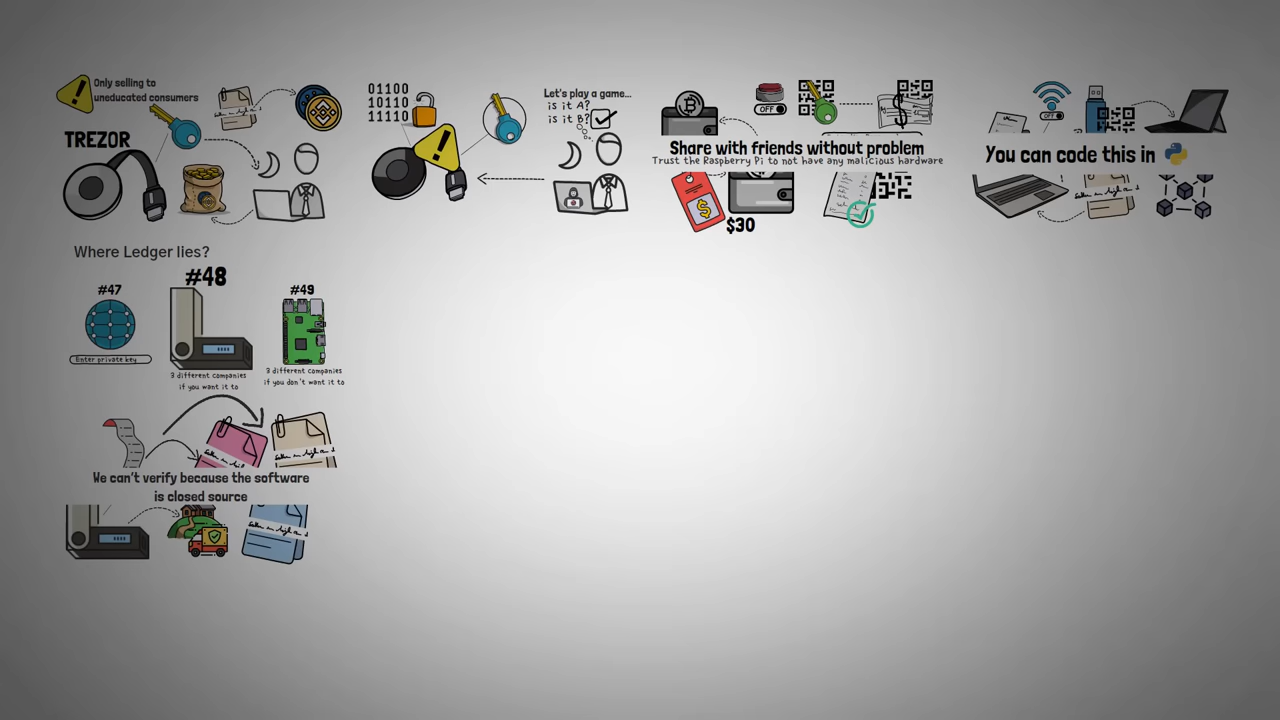 Only selling to
uneducated consumers
TREZOR
01100
10110
11110
Let's play a game...
is it A?
is it B?
OFF
Share with friends without problem
Trust the Raspberry Pi to not have any malicious hardware
$
$30
OFF
You can code this in
Where Ledger lies?
#47
#48
#49
Enter private key
3 different companies
if you want it to
3 different companies
if you don't want it to
We can't verify because the software
is closed source